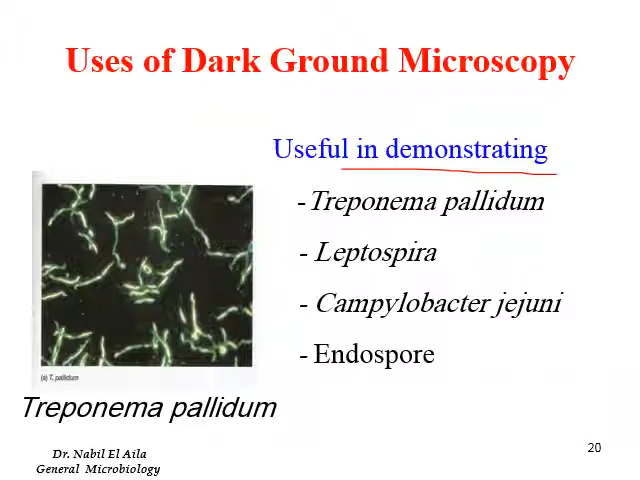 Uses of Dark Ground Microscopy
Useful in demonstrating
- Treponema pallidum
- Leptospira
- Campylobacter jejuni
- Endospore
(a) T. pallidum
Treponema pallidum
Dr. Nabil El Aila
General Microbiology
20